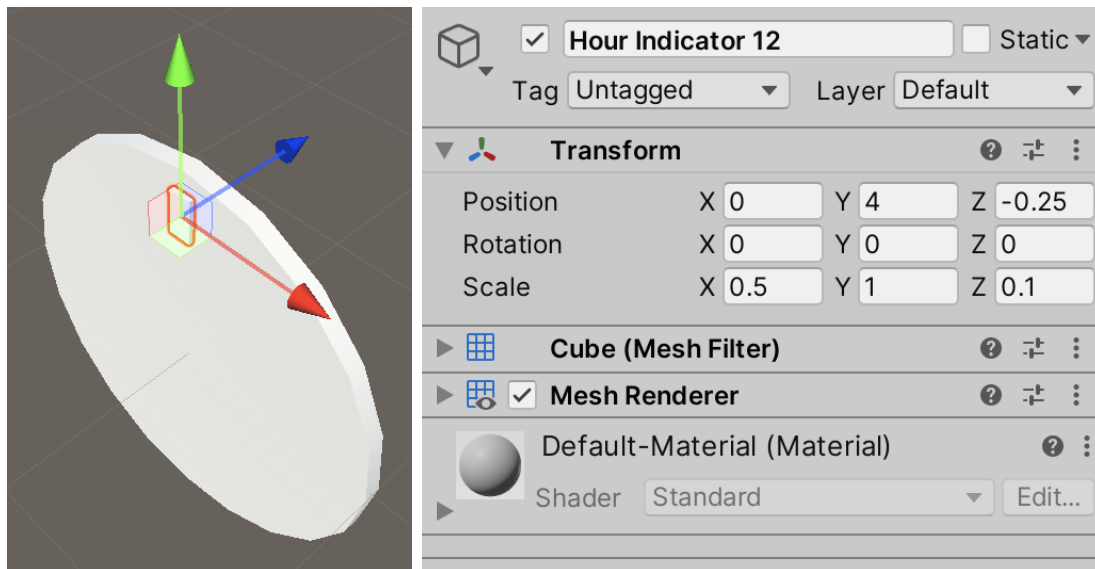 Hour Indicator 12 Static
Tag Untagged Layer Default
Transform
Position X 0 Y 4 Z -0.25
Rotation X 0 Y 0 Z 0
Scale X 0.5 Y 1 Z 0.1
Cube (Mesh Filter)
Mesh Renderer
Default-Material (Material)
Shader Standard Edit...